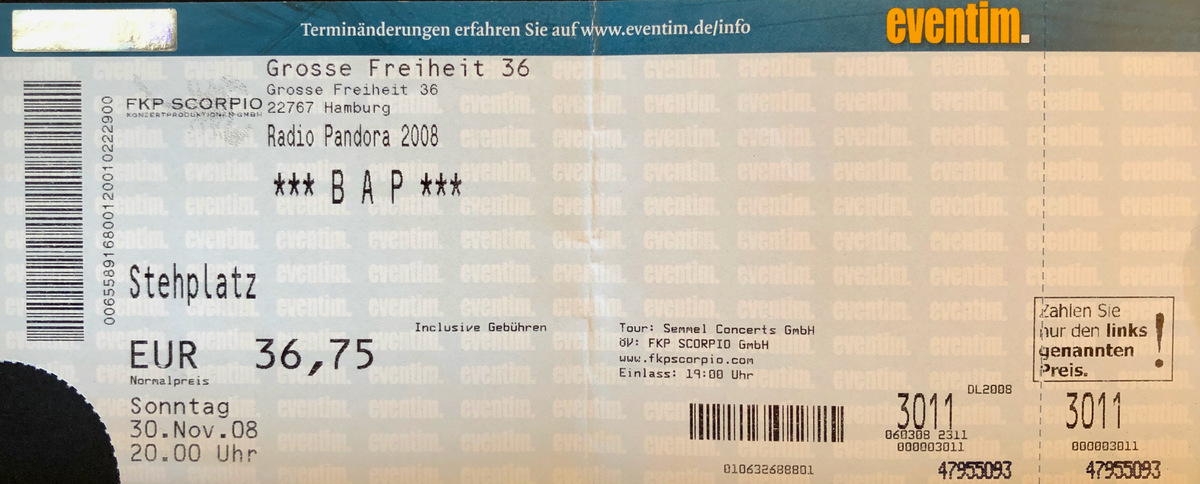 Terminänderungen erfahren Sie auf www.eventim.de/info
eventim.
Grosse Freiheit 36
Grosse Freiheit 36
22767 Hamburg
FKP SCORPIO
KONZERTPRODUKTIONEN GMBH
Radio Pandora 2008
*** B A P ***
006558916800120010222900
Stehplatz
Inclusive Gebühren
EUR 36,75
Normalpreis
Sonntag
30.Nov.08
20.00 Uhr
Tour: Semmel Concerts GmbH
ÖV: FKP SCORPIO GmbH
www.fkpscorpio.com
Einlass: 19:00 Uhr
010632688801
DL2008
3011
060308 2311
000003011
47955093
Zahlen Sie
nur den links
genannten
Preis.
!
3011
000003011
47955093